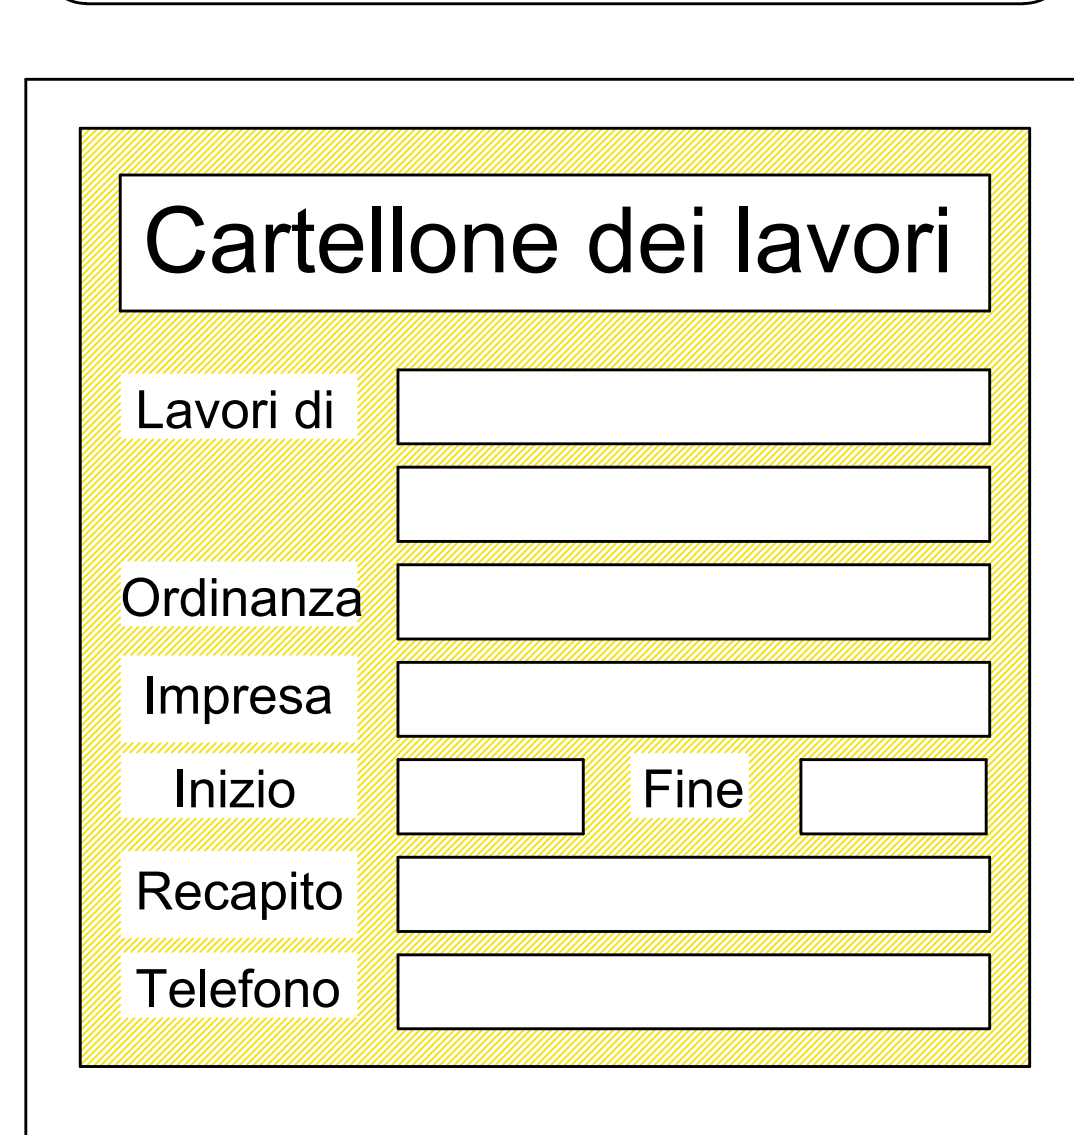 Cartellone dei lavori
Lavori di
Ordinanza
Impresa
Inizio Fine
Recapito
Telefono